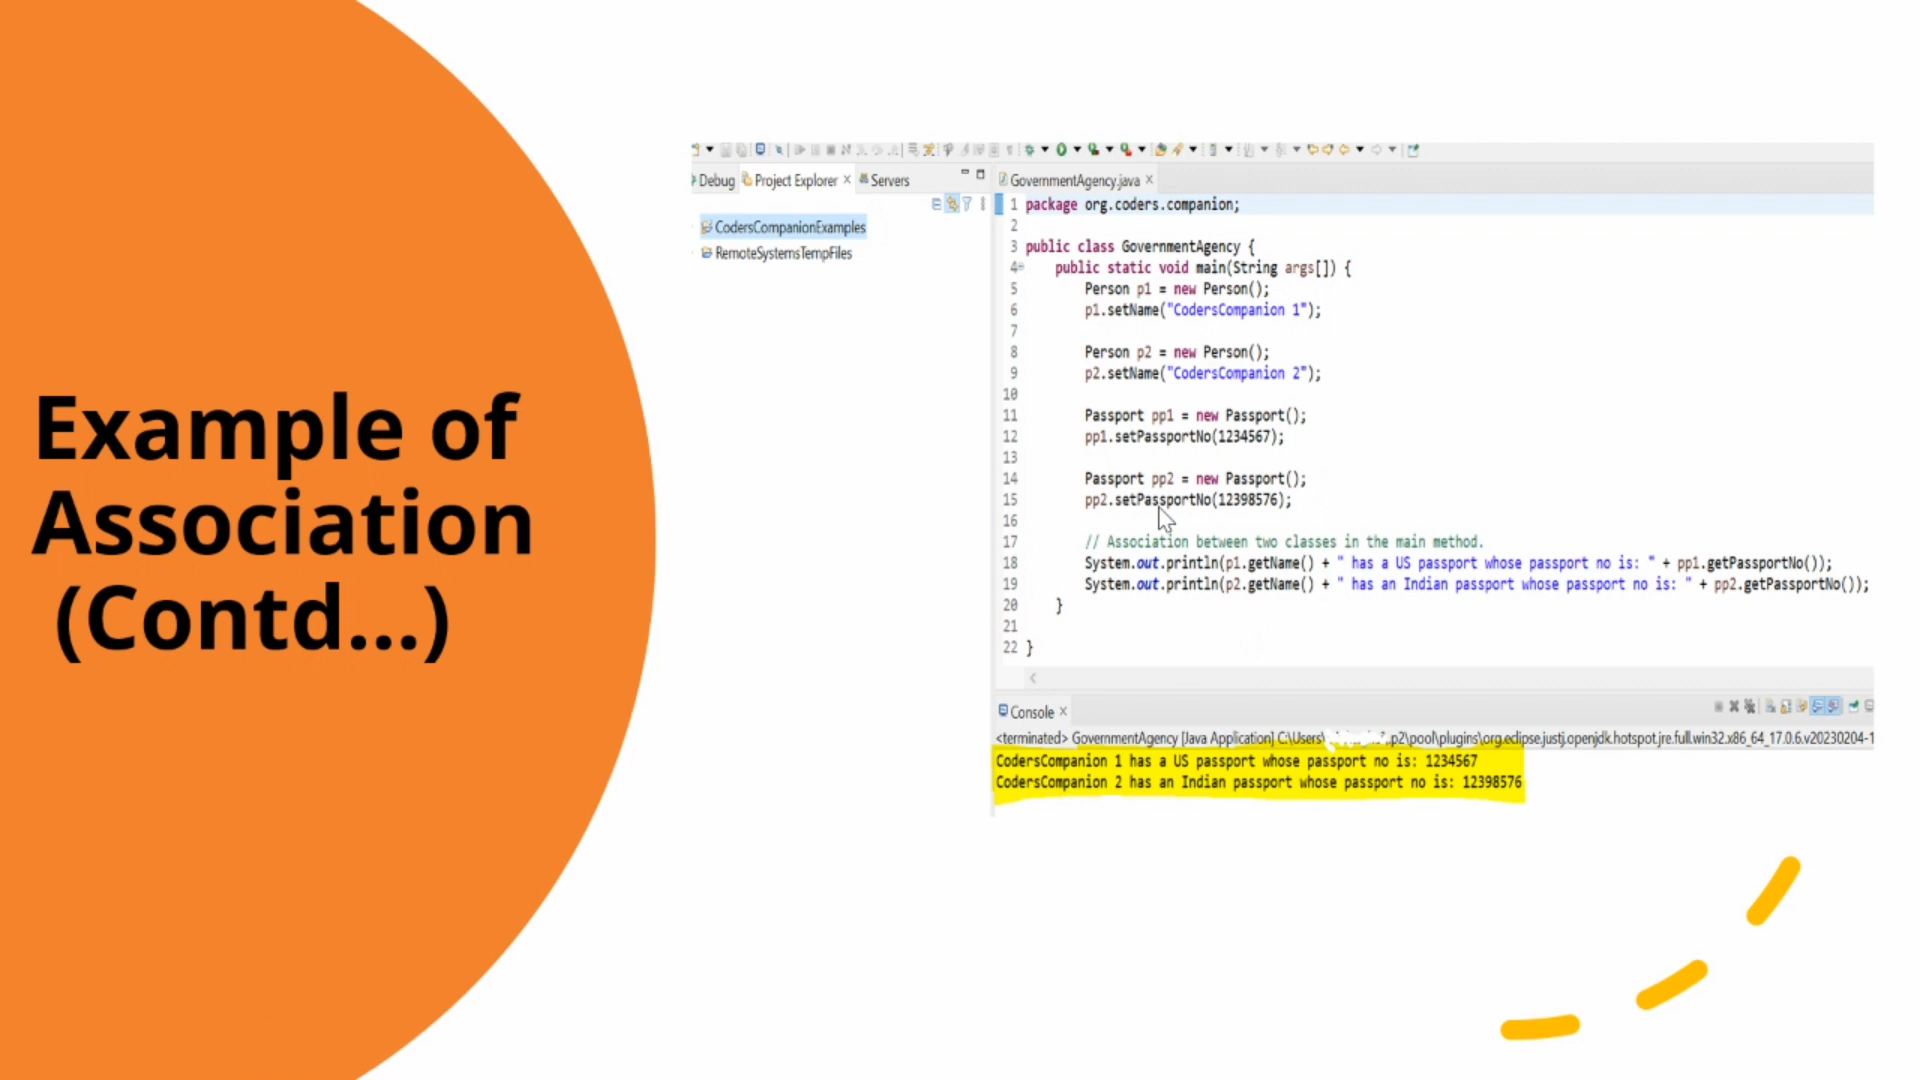 Example of
Association
(Contd...)
Debug Project Explorer × Servers
CodersCompanionExamples
RemoteSystemsTempFiles
GovernmentAgency.java ×
1 package org.coders.companion;
2
3 public class GovernmentAgency {
4 public static void main(String args[]) {
5 Person p1 = new Person();
6 p1.setName("CodersCompanion 1");
7
8 Person p2 = new Person();
9 p2.setName("CodersCompanion 2");
10
11 Passport pp1 = new Passport();
12 pp1.setPassportNo(1234567);
13
14 Passport pp2 = new Passport();
15 pp2.setPassportNo(12398576);
16
17 // Association between two classes in the main method.
18 System.out.println(p1.getName() + " has a US passport whose passport no is: " + pp1.getPassportNo());
19 System.out.println(p2.getName() + " has an Indian passport whose passport no is: " + pp2.getPassportNo());
20 }
21
22 }
Console ×
<terminated> GovernmentAgency [Java Application] C:\Users\ .p2\pool\plugins\org.eclipse.justj.openjdk.hotspot.jre.full.win32.x86_64_17.0.6.v20230204-1
CodersCompanion 1 has a US passport whose passport no is: 1234567
CodersCompanion 2 has an Indian passport whose passport no is: 12398576